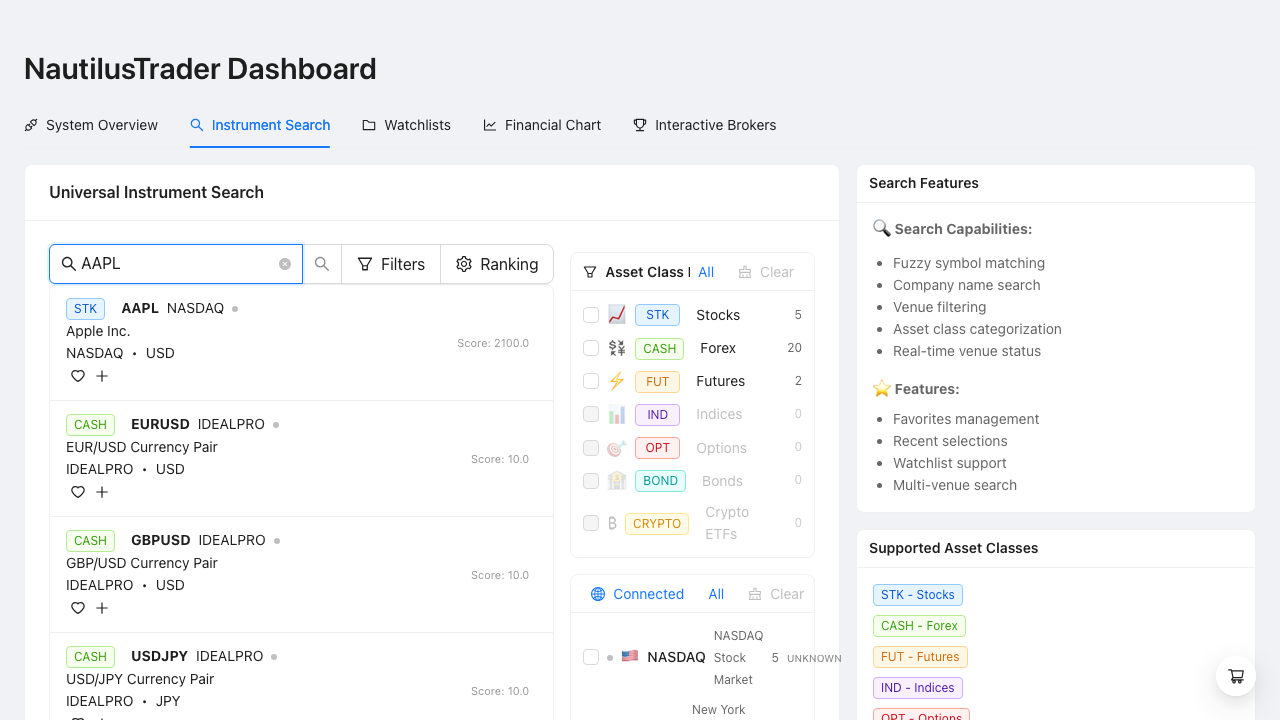 NautilusTrader Dashboard
System Overview
Instrument Search
Watchlists
Financial Chart
Interactive Brokers
Universal Instrument Search
AAPL
Filters
Ranking
STK AAPL NASDAQ
Apple Inc.
NASDAQ • USD
Score: 2100.0
CASH EURUSD IDEALPRO
EUR/USD Currency Pair
IDEALPRO • USD
Score: 10.0
CASH GBPUSD IDEALPRO
GBP/USD Currency Pair
IDEALPRO • USD
Score: 10.0
CASH USDJPY IDEALPRO
USD/JPY Currency Pair
IDEALPRO • JPY
Score: 10.0
Asset Class All Clear
STK Stocks 5
CASH Forex 20
FUT Futures 2
IND Indices 0
OPT Options 0
BOND Bonds 0
₿ CRYPTO Crypto ETFs 0
Connected All Clear
NASDAQ
NASDAQ
Stock
Market
5 UNKNOWN
New York
Search Features
Search Capabilities:
• Fuzzy symbol matching
• Company name search
• Venue filtering
• Asset class categorization
• Real-time venue status
Features:
• Favorites management
• Recent selections
• Watchlist support
• Multi-venue search
Supported Asset Classes
STK - Stocks
CASH - Forex
FUT - Futures
IND - Indices
OPT - Options